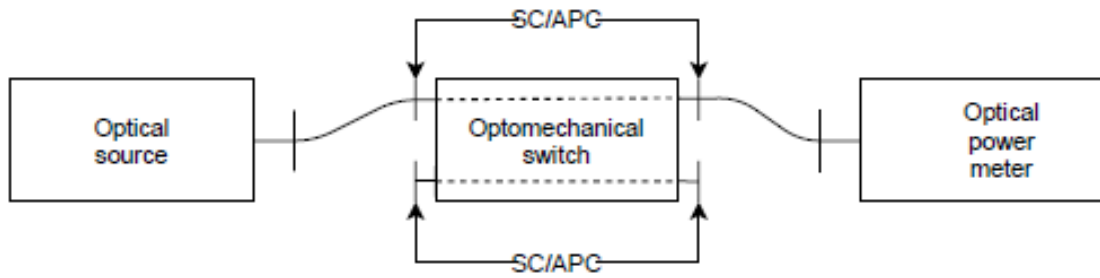 SC/APC
Optical
source
Optomechanical
switch
Optical
power
meter
SC/APC